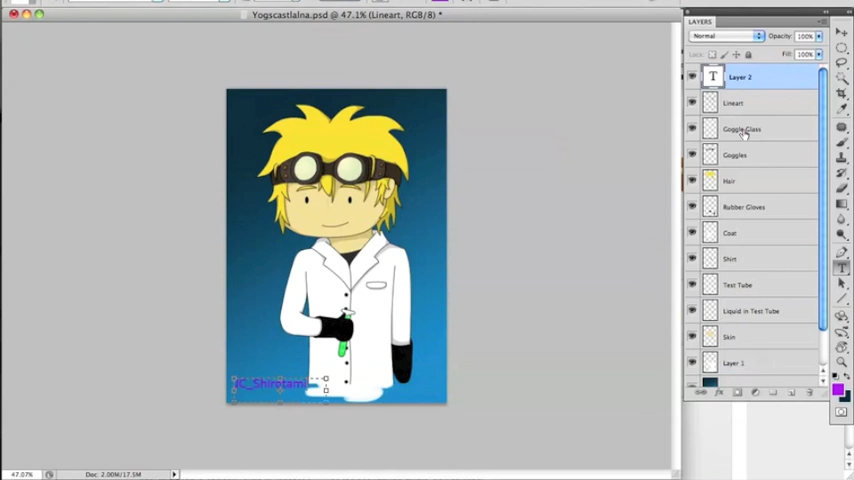 Yogscastlalna.psd @ 47.1% (Lineart, RGB/8) *
LAYERS
Normal
Opacity: 100%
Lock:
Fill: 100%
T
Layer 2
Lineart
Goggle Glass
Goggles
Hair
Rubber Gloves
Coat
Shirt
Test Tube
Liquid in Test Tube
Skin
Layer 1
47.07%
Doc: 2.00M/17.5M